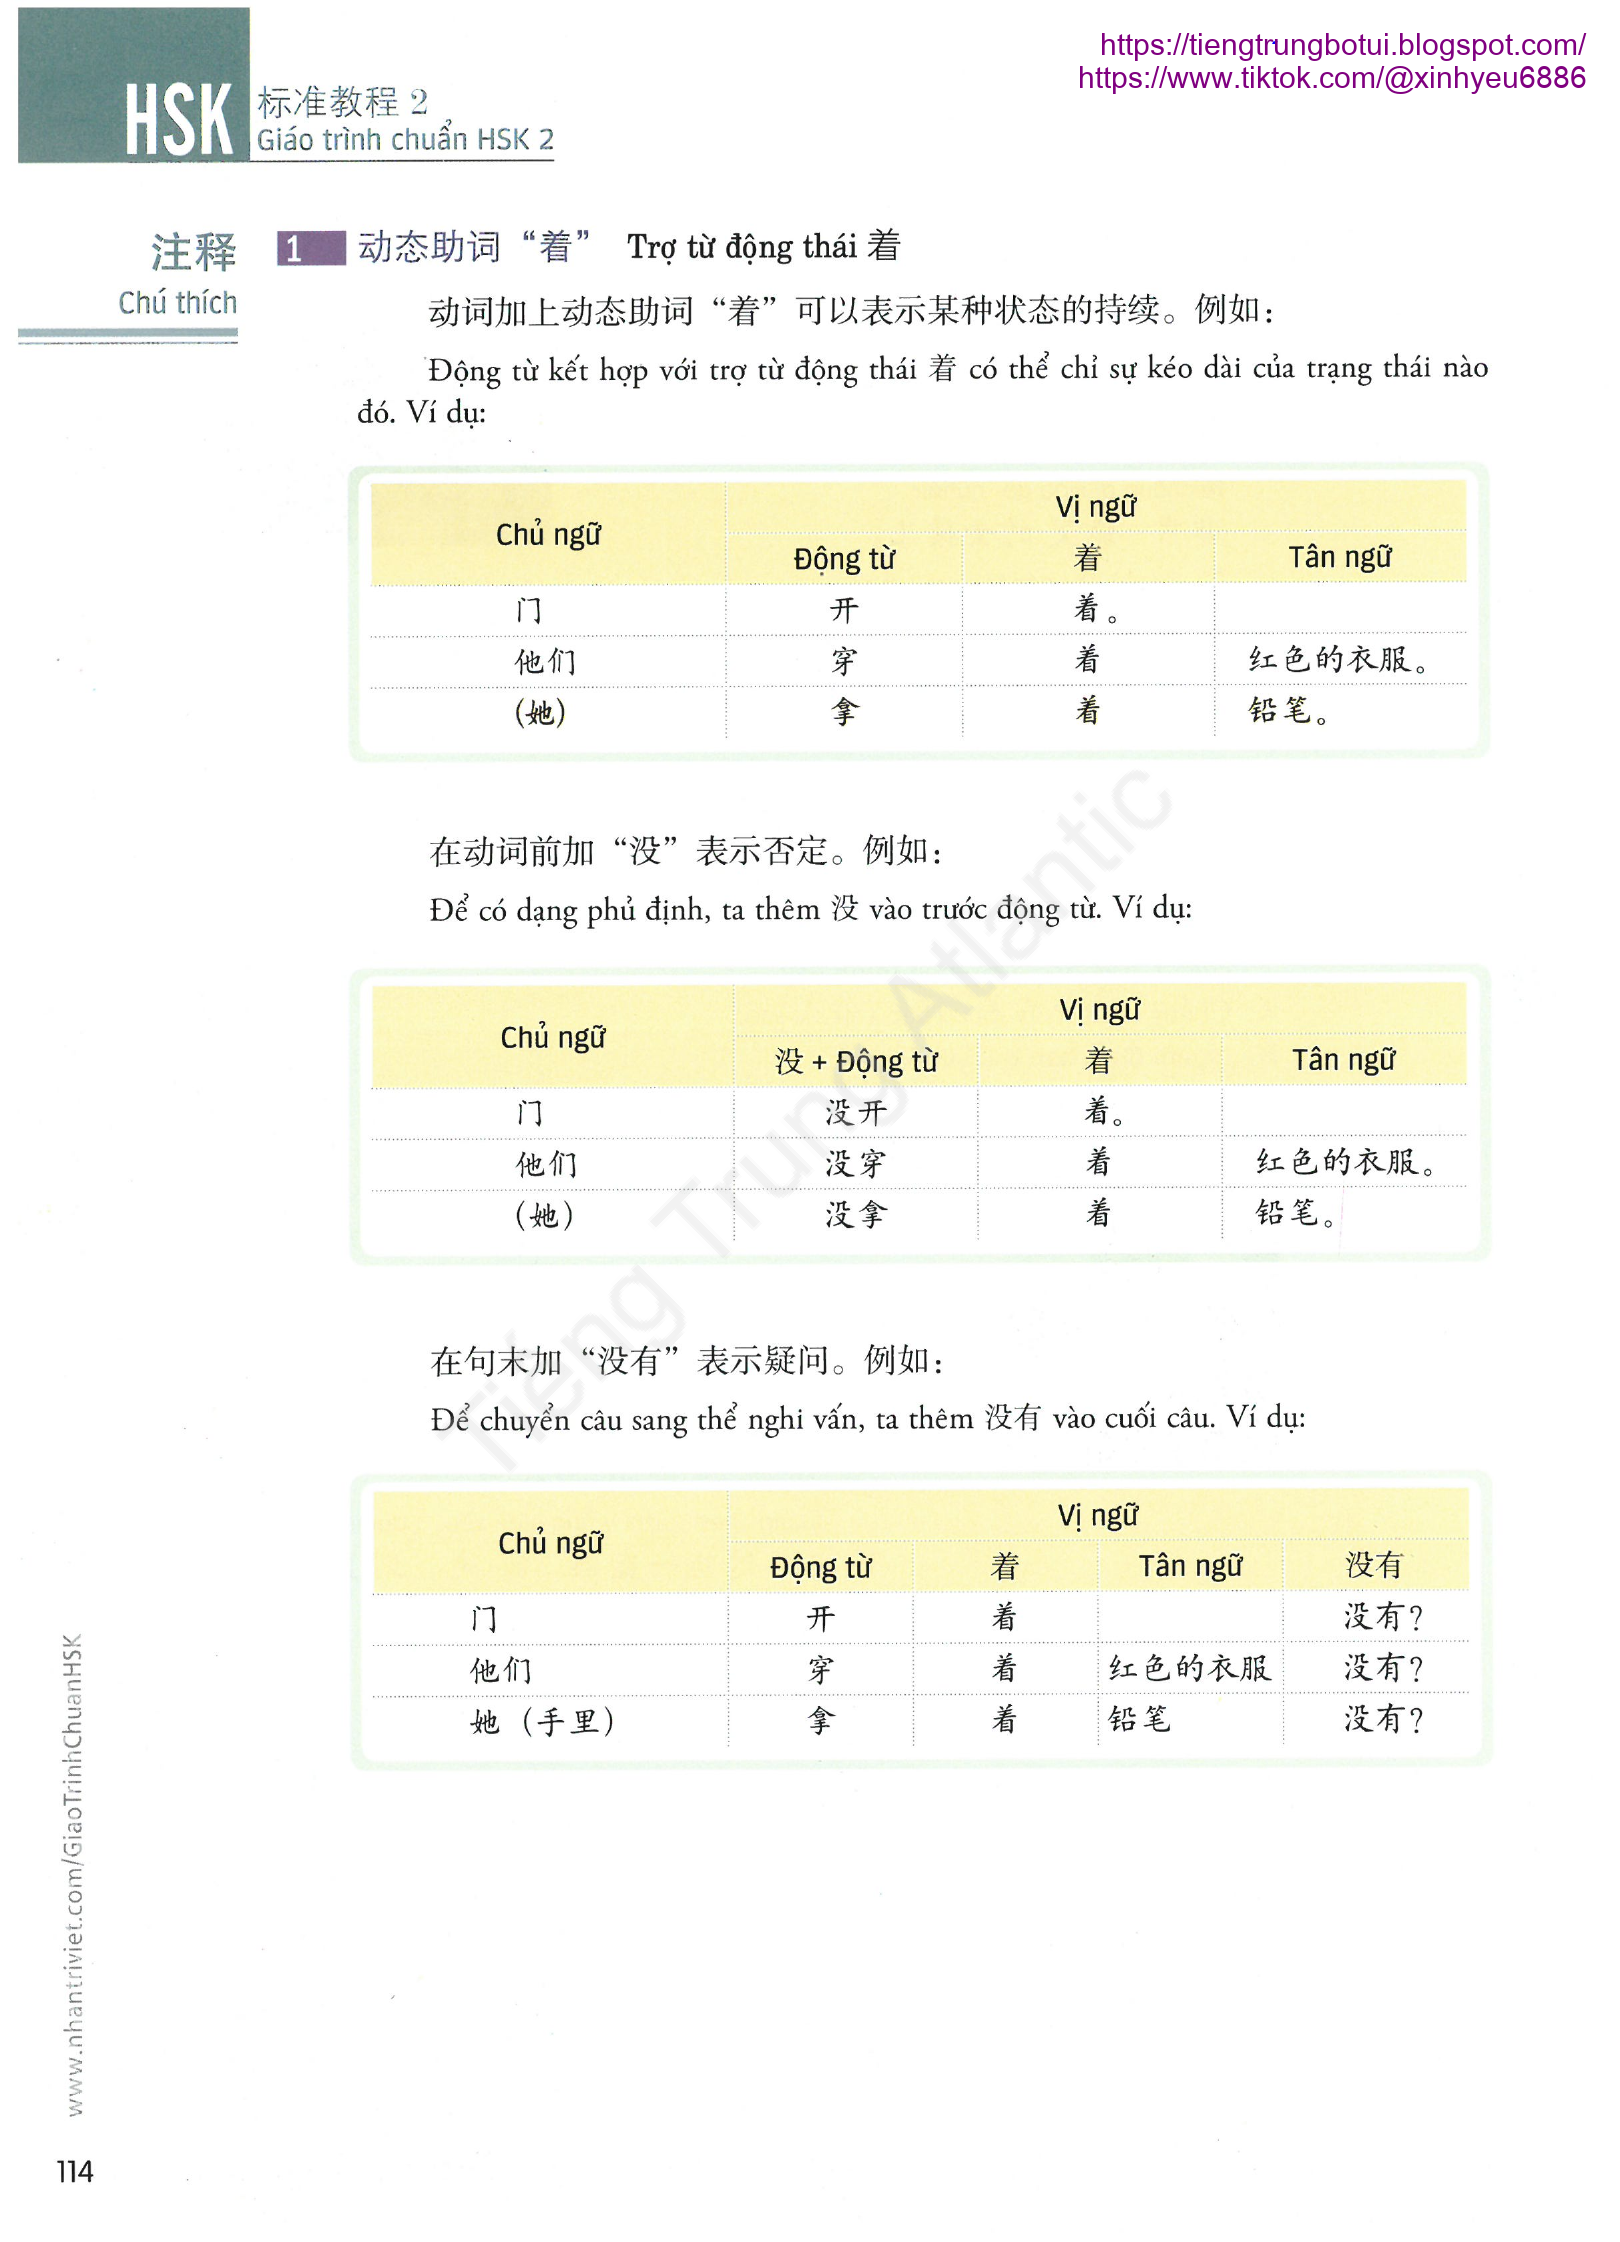 https://tiengtrungbotui.blogspot.com/
https://www.tiktok.com/@xinhyeu6886
HSK 标准教程 2
Giáo trình chuẩn HSK 2
注释
Chú thích
1 动态助词“着” Trợ từ động thái 着
动词加上动态助词“着”可以表示某种状态的持续。例如：
Động từ kết hợp với trợ từ động thái 着 có thể chỉ sự kéo dài của trạng thái nào
đó. Ví dụ:
Chủ ngữ Vị ngữ
Động từ 着 Tân ngữ
门 开 着。
他们 穿 着 红色的衣服。
(她) 拿 着 铅笔。
在动词前加“没”表示否定。例如：
Để có dạng phủ định, ta thêm 没 vào trước động từ. Ví dụ:
Chủ ngữ Vị ngữ
没 + Động từ 着 Tân ngữ
门 没开 着。
他们 没穿 着 红色的衣服。
（她） 没拿 着 铅笔。
在句末加“没有”表示疑问。例如：
Để chuyển câu sang thể nghi vấn, ta thêm 没有 vào cuối câu. Ví dụ:
Chủ ngữ Vị ngữ
Động từ 着 Tân ngữ 没有
门 开 着 没有？
他们 穿 着 红色的衣服 没有？
她（手里） 拿 着 铅笔 没有？
Tiếng Trung Atlantic
www.nhantriviet.com/GiaoTrinhChuanHSK
114